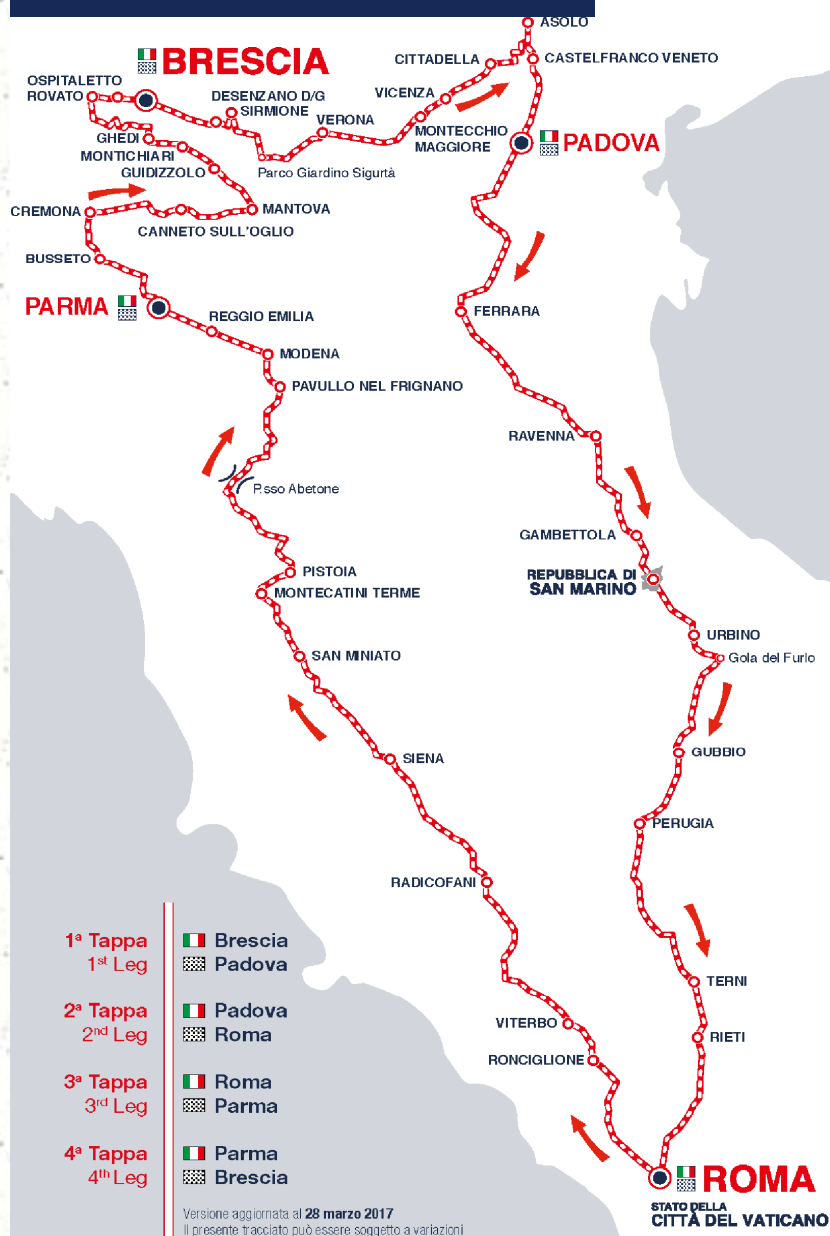 ASOLO
BRESCIA
CITTADELLA
CASTELFRANCO VENETO
OSPITALETTO
ROVATO
DESENZANO D/G
SIRMIONE
VICENZA
VERONA
MONTECCHIO
MAGGIORE
PADOVA
GHEDI
MONTICHIARI
GUIDIZZOLO
Parco Giardino Sigurtà
CREMONA
MANTOVA
CANNETO SULL'OGLIO
BUSSETO
PARMA
REGGIO EMILIA
FERRARA
MODENA
PAVULLO NEL FRIGNANO
RAVENNA
P.sso Abetone
GAMBETTOLA
PISTOIA
REPUBBLICA DI
SAN MARINO
MONTECATINI TERME
URBINO
SAN MINIATO
Gola del Furlo
GUBBIO
SIENA
PERUGIA
RADICOFANI
TERNI
VITERBO
RIETI
RONCIGLIONE
ROMA
STATO DELLA
CITTÀ DEL VATICANO
1ª Tappa Brescia
1st Leg Padova
2ª Tappa Padova
2nd Leg Roma
3ª Tappa Roma
3rd Leg Parma
4ª Tappa Parma
4th Leg Brescia
Versione aggiornata al 28 marzo 2017
Il presente tracciato può essere soggetto a variazioni